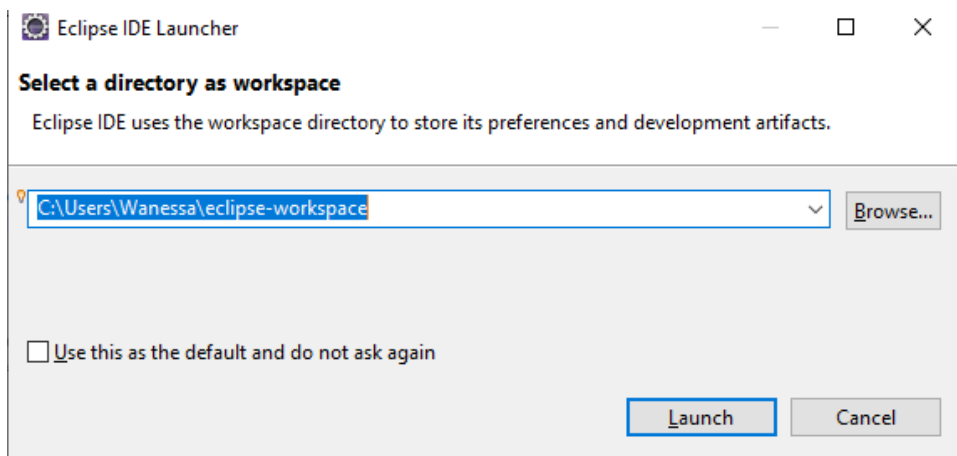 Eclipse IDE Launcher
Select a directory as workspace
Eclipse IDE uses the workspace directory to store its preferences and development artifacts.
C:\Users\Wanessa\eclipse-workspace
Browse...
Use this as the default and do not ask again
Launch
Cancel